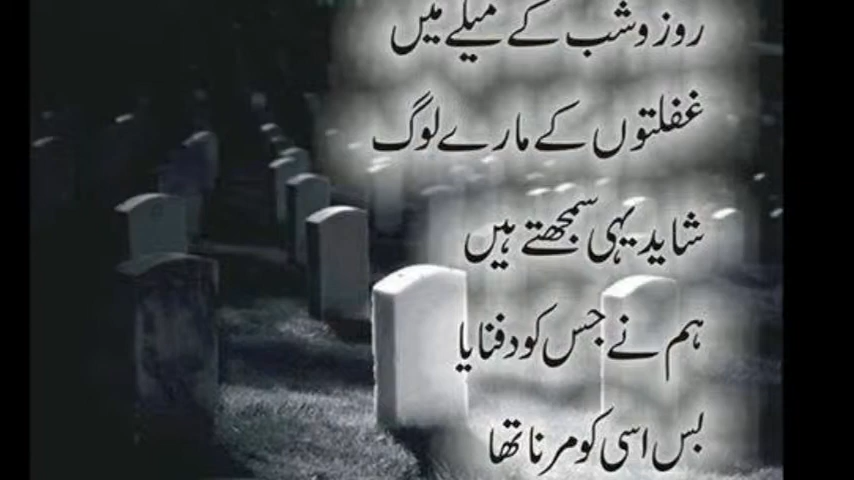 روز و شب کے میلے میں
غفلتوں کے مارے لوگ
شاید یہی سمجھتے ہیں
ہم نے جس کو دفنایا
بس اسی کو مرنا تھا